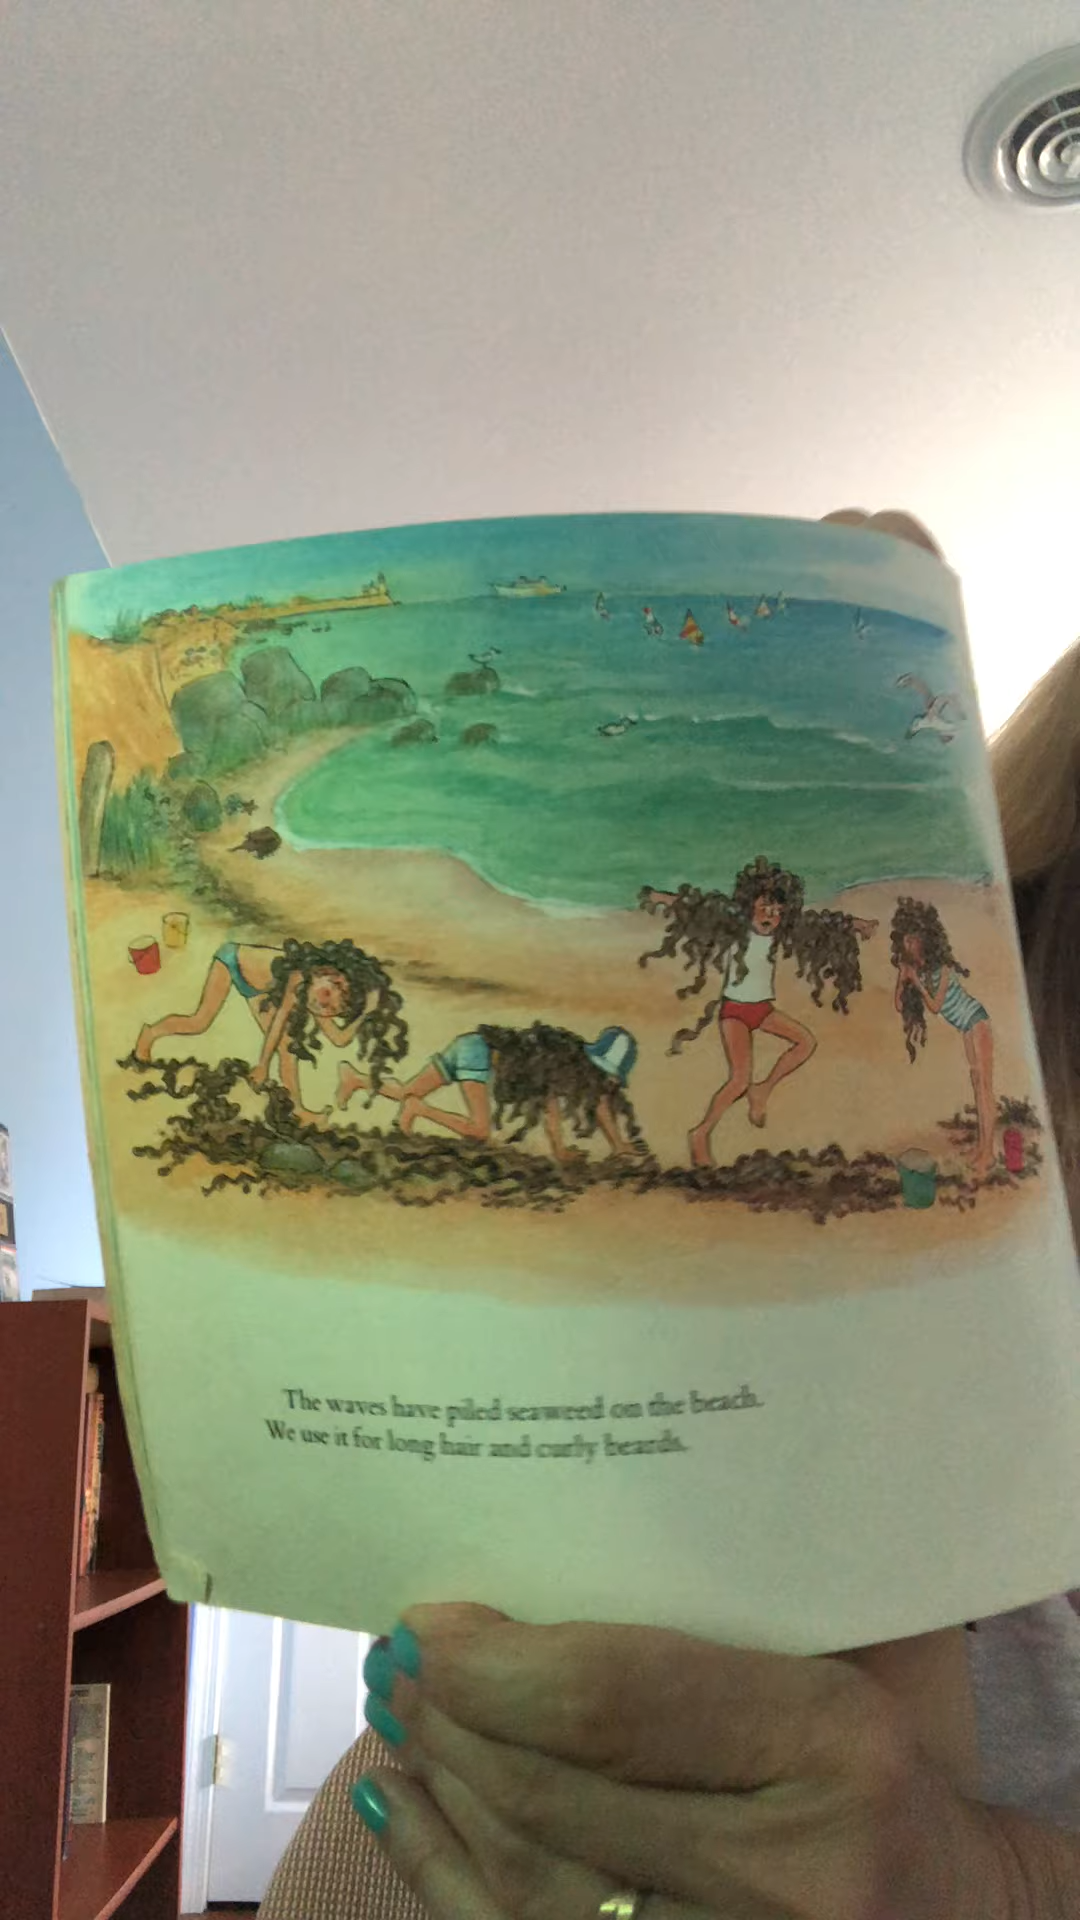 The waves have piled seaweed on the beach.
We use it for long hair and curly beards.